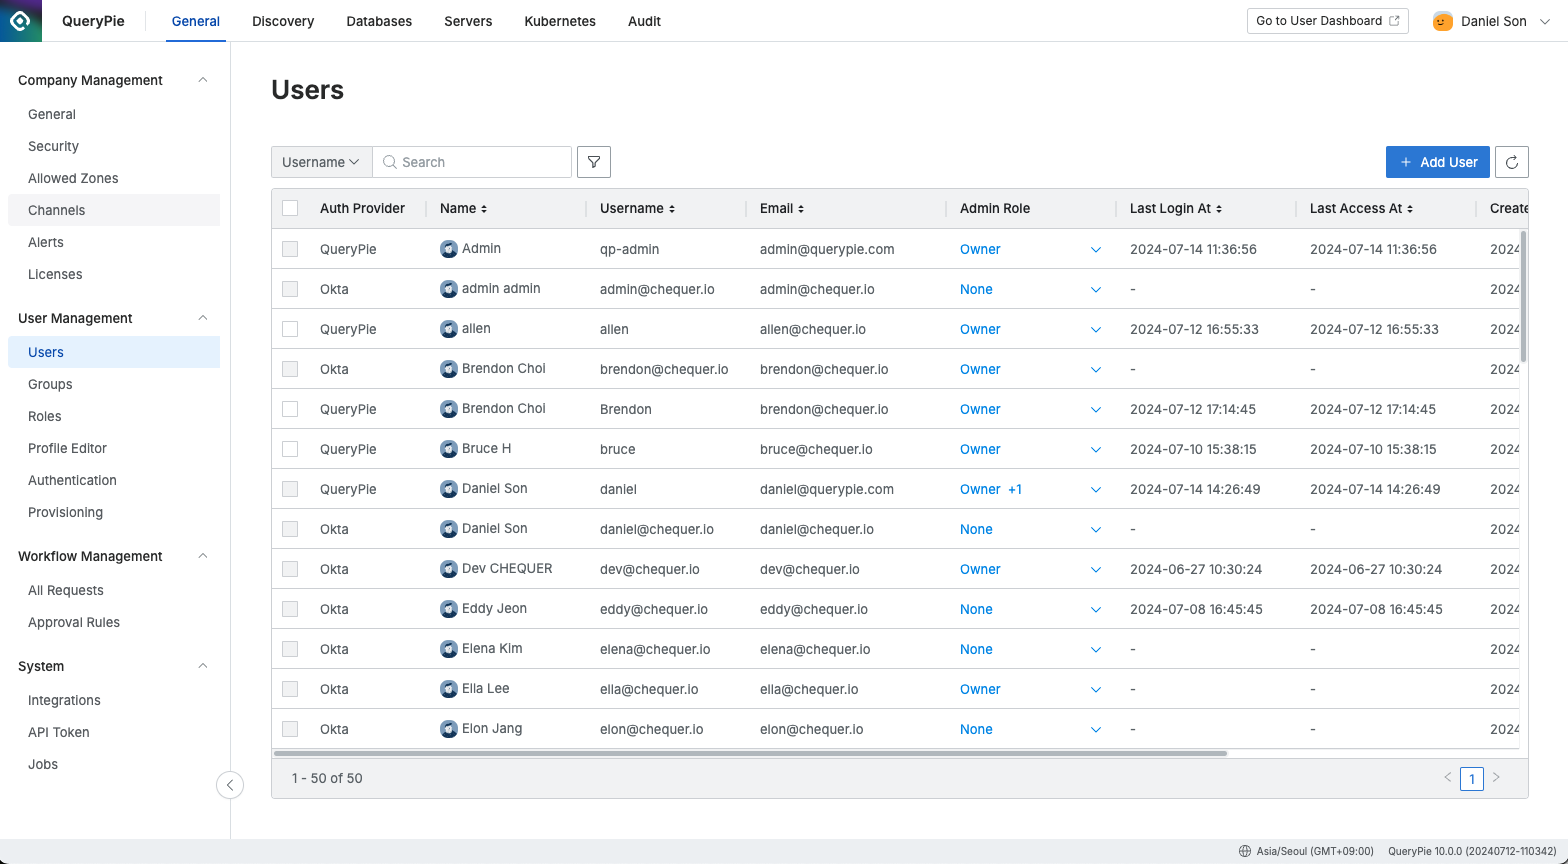 QueryPie General Discovery Databases Servers Kubernetes Audit Go to User Dashboard Daniel Son
Company Management
General
Security
Allowed Zones
Channels
Alerts
Licenses
User Management
Users
Groups
Roles
Profile Editor
Authentication
Provisioning
Workflow Management
All Requests
Approval Rules
System
Integrations
API Token
Jobs
Users
Username Search + Add User
Auth Provider Name Username Email Admin Role Last Login At Last Access At Create
QueryPie Admin qp-admin admin@querypie.com Owner 2024-07-14 11:36:56 2024-07-14 11:36:56 2024
Okta admin admin admin@chequer.io admin@chequer.io None - - 2024
QueryPie allen allen allen@chequer.io Owner 2024-07-12 16:55:33 2024-07-12 16:55:33 2024
Okta Brendon Choi brendon@chequer.io brendon@chequer.io Owner - - 2024
QueryPie Brendon Choi Brendon brendon@chequer.io Owner 2024-07-12 17:14:45 2024-07-12 17:14:45 2024
QueryPie Bruce H bruce bruce@chequer.io Owner 2024-07-10 15:38:15 2024-07-10 15:38:15 2024
QueryPie Daniel Son daniel daniel@querypie.com Owner +1 2024-07-14 14:26:49 2024-07-14 14:26:49 2024
Okta Daniel Son daniel@chequer.io daniel@chequer.io None - - 2024
Okta Dev CHEQUER dev@chequer.io dev@chequer.io Owner 2024-06-27 10:30:24 2024-06-27 10:30:24 2024
Okta Eddy Jeon eddy@chequer.io eddy@chequer.io None 2024-07-08 16:45:45 2024-07-08 16:45:45 2024
Okta Elena Kim elena@chequer.io elena@chequer.io None - - 2024
Okta Ella Lee ella@chequer.io ella@chequer.io Owner - - 2024
Okta Elon Jang elon@chequer.io elon@chequer.io None - - 2024
1 - 50 of 50 1
Asia/Seoul (GMT+09:00) QueryPie 10.0.0 (20240712-110342)